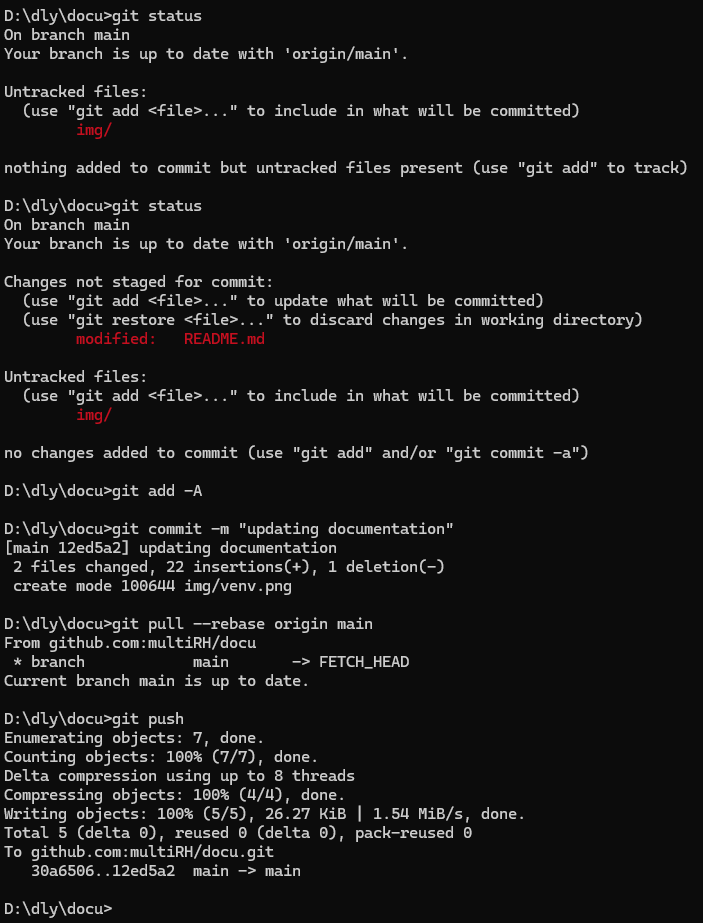 D:\dly\docu>git status
On branch main
Your branch is up to date with 'origin/main'.
Untracked files:
  (use "git add <file>..." to include in what will be committed)
        img/
nothing added to commit but untracked files present (use "git add" to track)
D:\dly\docu>git status
On branch main
Your branch is up to date with 'origin/main'.
Changes not staged for commit:
  (use "git add <file>..." to update what will be committed)
  (use "git restore <file>..." to discard changes in working directory)
        modified:   README.md
Untracked files:
  (use "git add <file>..." to include in what will be committed)
        img/
no changes added to commit (use "git add" and/or "git commit -a")
D:\dly\docu>git add -A
D:\dly\docu>git commit -m "updating documentation"
[main 12ed5a2] updating documentation
 2 files changed, 22 insertions(+), 1 deletion(-)
 create mode 100644 img/venv.png
D:\dly\docu>git pull --rebase origin main
From github.com:multiRH/docu
 * branch            main       -> FETCH_HEAD
Current branch main is up to date.
D:\dly\docu>git push
Enumerating objects: 7, done.
Counting objects: 100% (7/7), done.
Delta compression using up to 8 threads
Compressing objects: 100% (4/4), done.
Writing objects: 100% (5/5), 26.27 KiB | 1.54 MiB/s, done.
Total 5 (delta 0), reused 0 (delta 0), pack-reused 0
To github.com:multiRH/docu.git
   30a6506..12ed5a2  main -> main
D:\dly\docu>